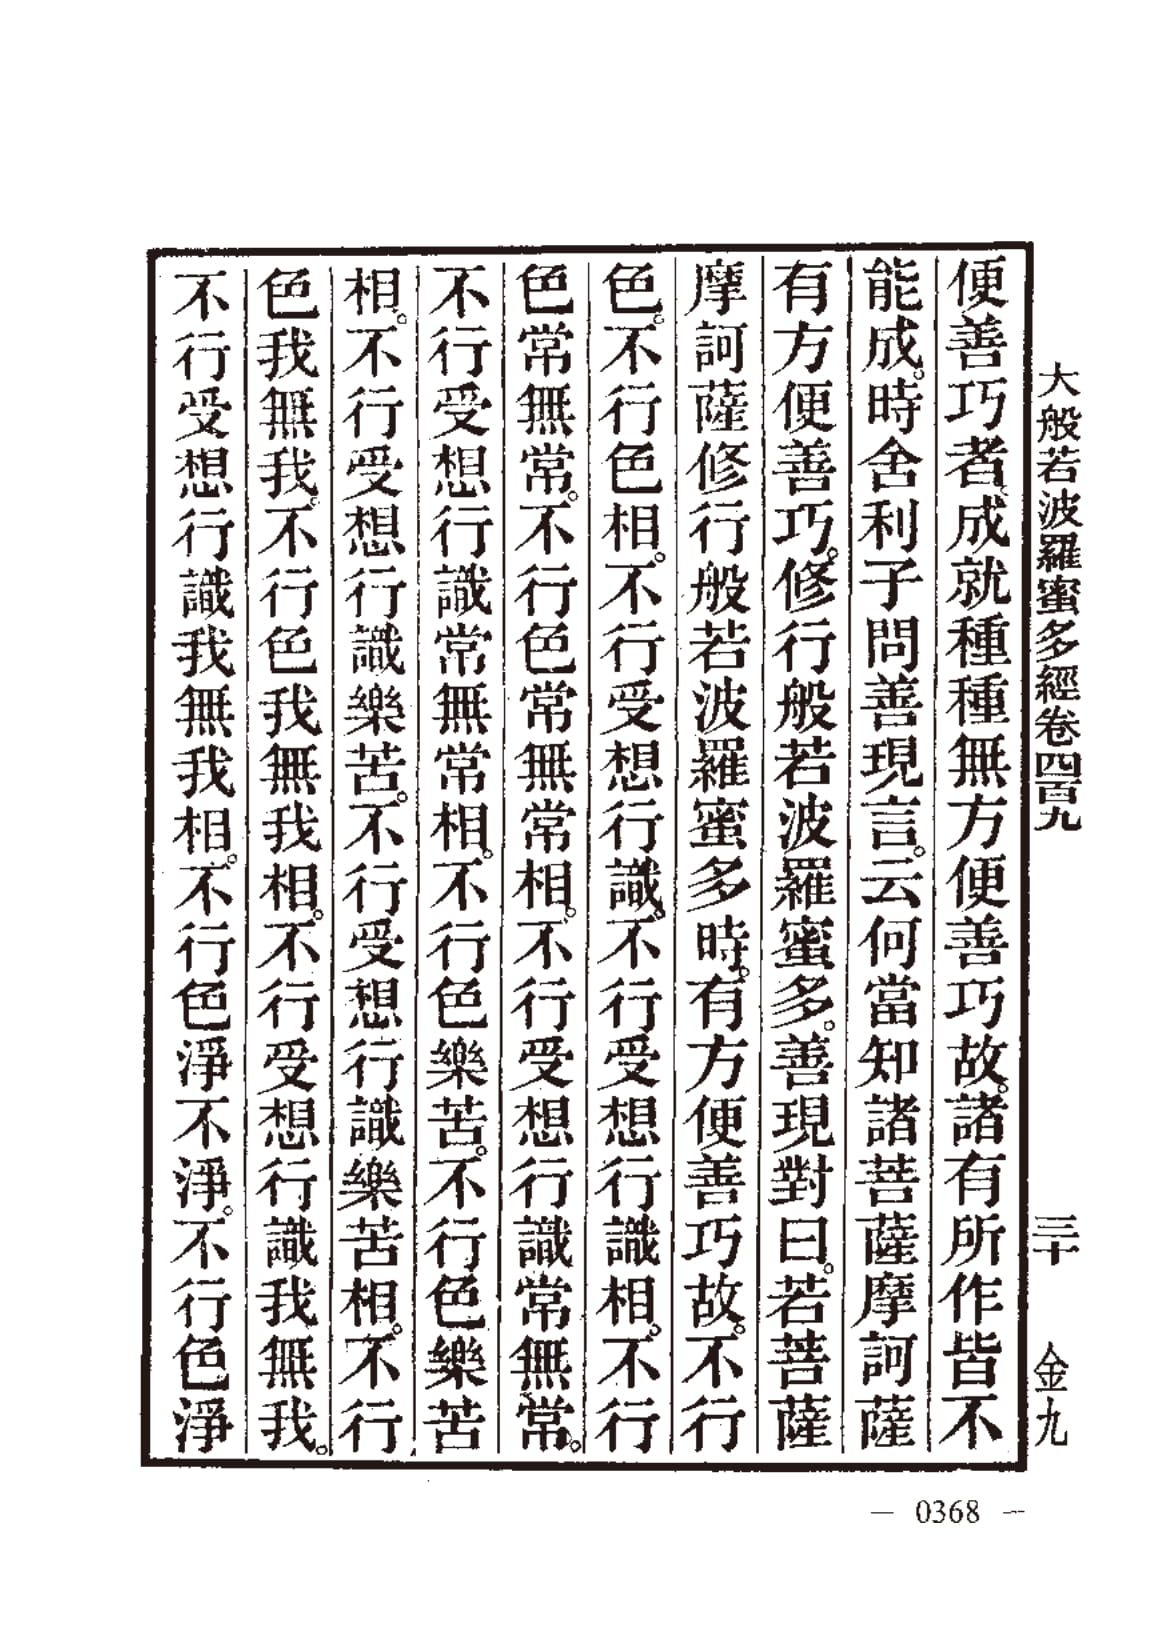 大般若波羅蜜多經卷四百九 三十 金九
便善巧者。成就種種無方便善巧故。諸有所作皆不
能成。時舍利子問善現言。云何當知諸菩薩摩訶薩
有方便善巧。修行般若波羅蜜多。善現對曰。若菩薩
摩訶薩修行般若波羅蜜多時。有方便善巧故。不行
色。不行色相。不行受想行識。不行受想行識相。不行
色常無常。不行色常無常相。不行受想行識常無常。
不行受想行識常無常相。不行色樂苦。不行色樂苦
相。不行受想行識樂苦。不行受想行識樂苦相。不行
色我無我。不行色我無我相。不行受想行識我無我。
不行受想行識我無我相。不行色淨不淨。不行色淨
— 0368 —